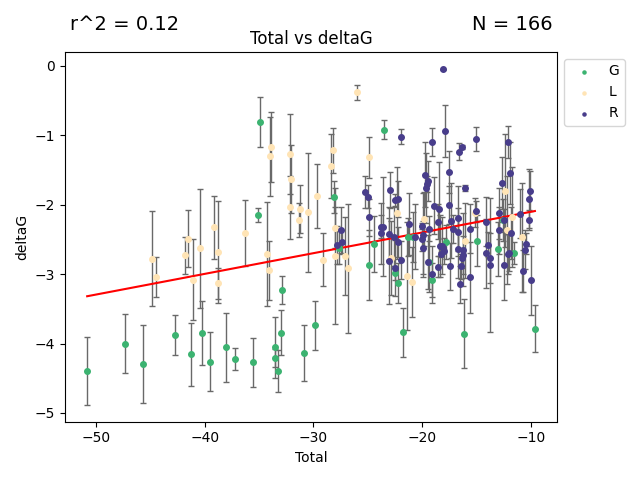 r^2 = 0.12 N = 166
Total vs deltaG
G
L
R
0
−1
−2
−3
−4
−5
deltaG
−50 −40 −30 −20 −10
Total